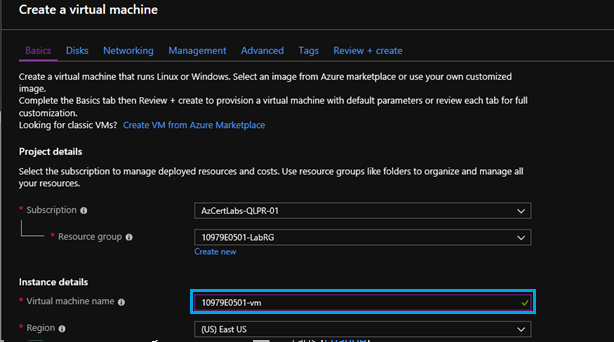 Create a virtual machine
Basics Disks Networking Management Advanced Tags Review + create
Create a virtual machine that runs Linux or Windows. Select an image from Azure marketplace or use your own customized
image.
Complete the Basics tab then Review + create to provision a virtual machine with default parameters or review each tab for full
customization.
Looking for classic VMs? Create VM from Azure Marketplace
Project details
Select the subscription to manage deployed resources and costs. Use resource groups like folders to organize and manage all
your resources.
* Subscription AzCertLabs-QLPR-01
* Resource group 10979E0501-LabRG
Create new
Instance details
* Virtual machine name 10979E0501-vm
* Region (US) East US